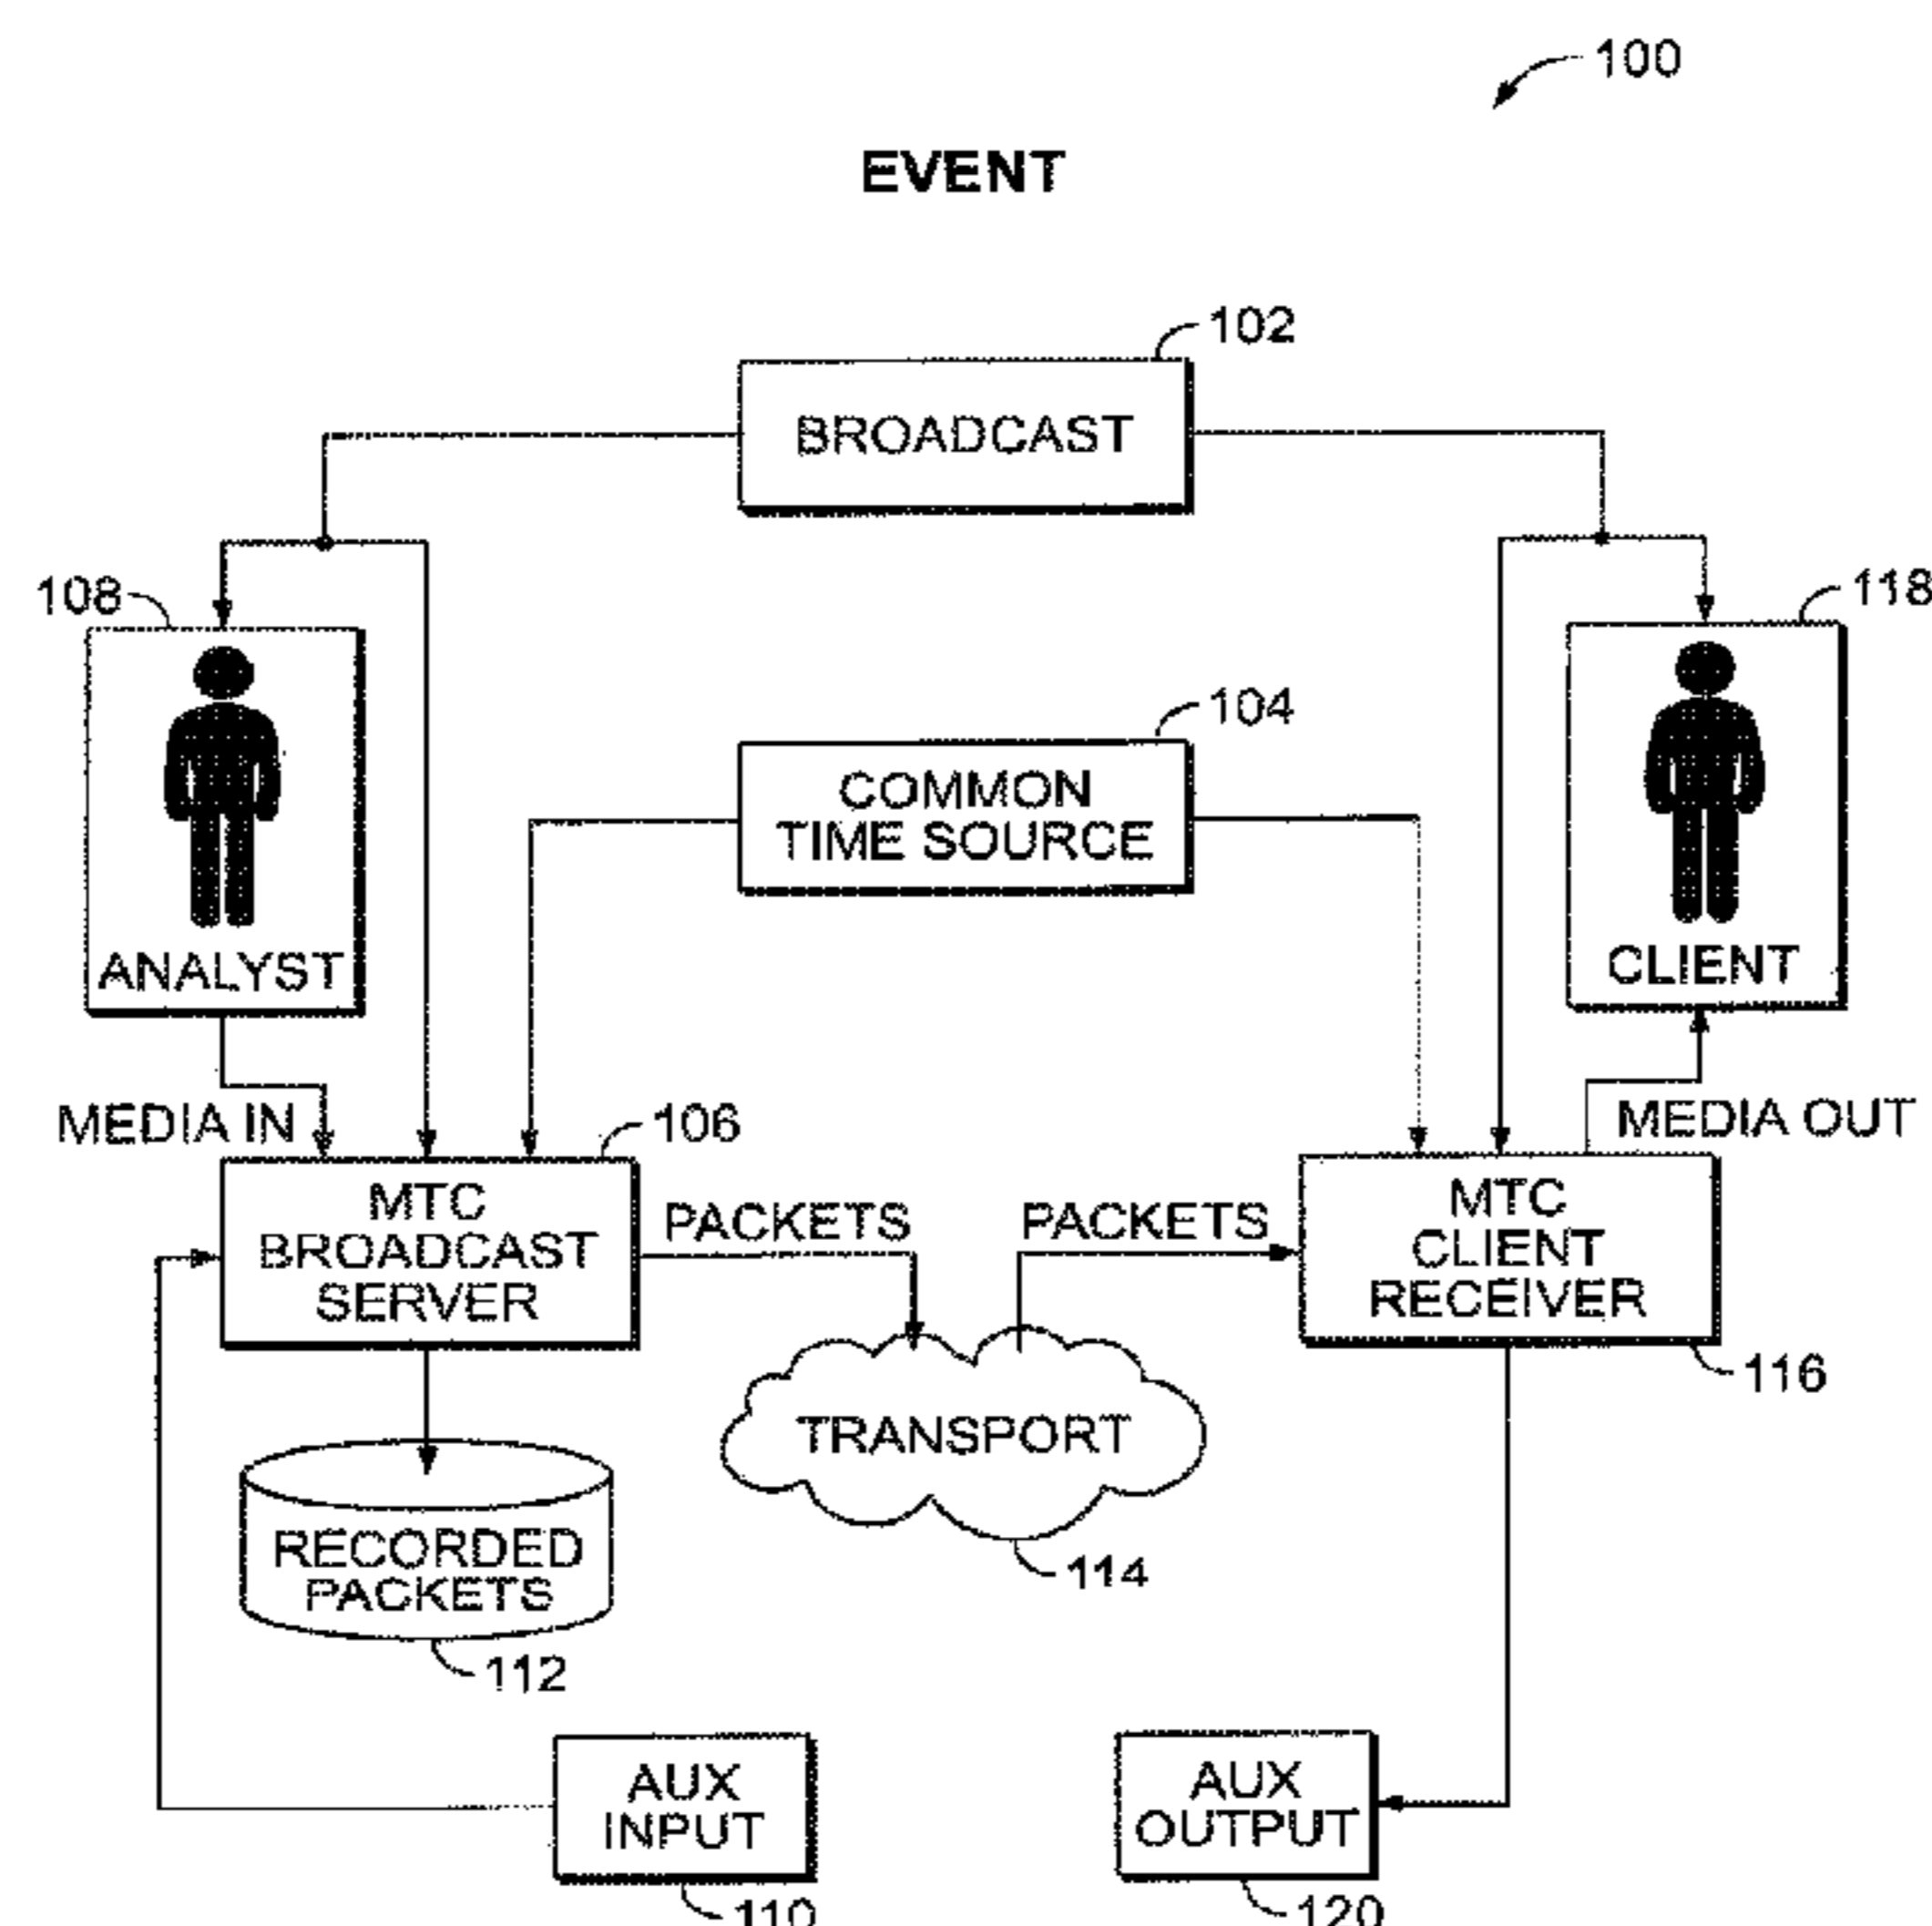 100
EVENT
102
BROADCAST
108
118
104
COMMON
TIME SOURCE
ANALYST
CLIENT
MEDIA IN
106
MEDIA OUT
MTC
BROADCAST
SERVER
PACKETS
PACKETS
MTC
CLIENT
RECEIVER
116
TRANSPORT
RECORDED
PACKETS
114
112
AUX
INPUT
AUX
OUTPUT
110
120